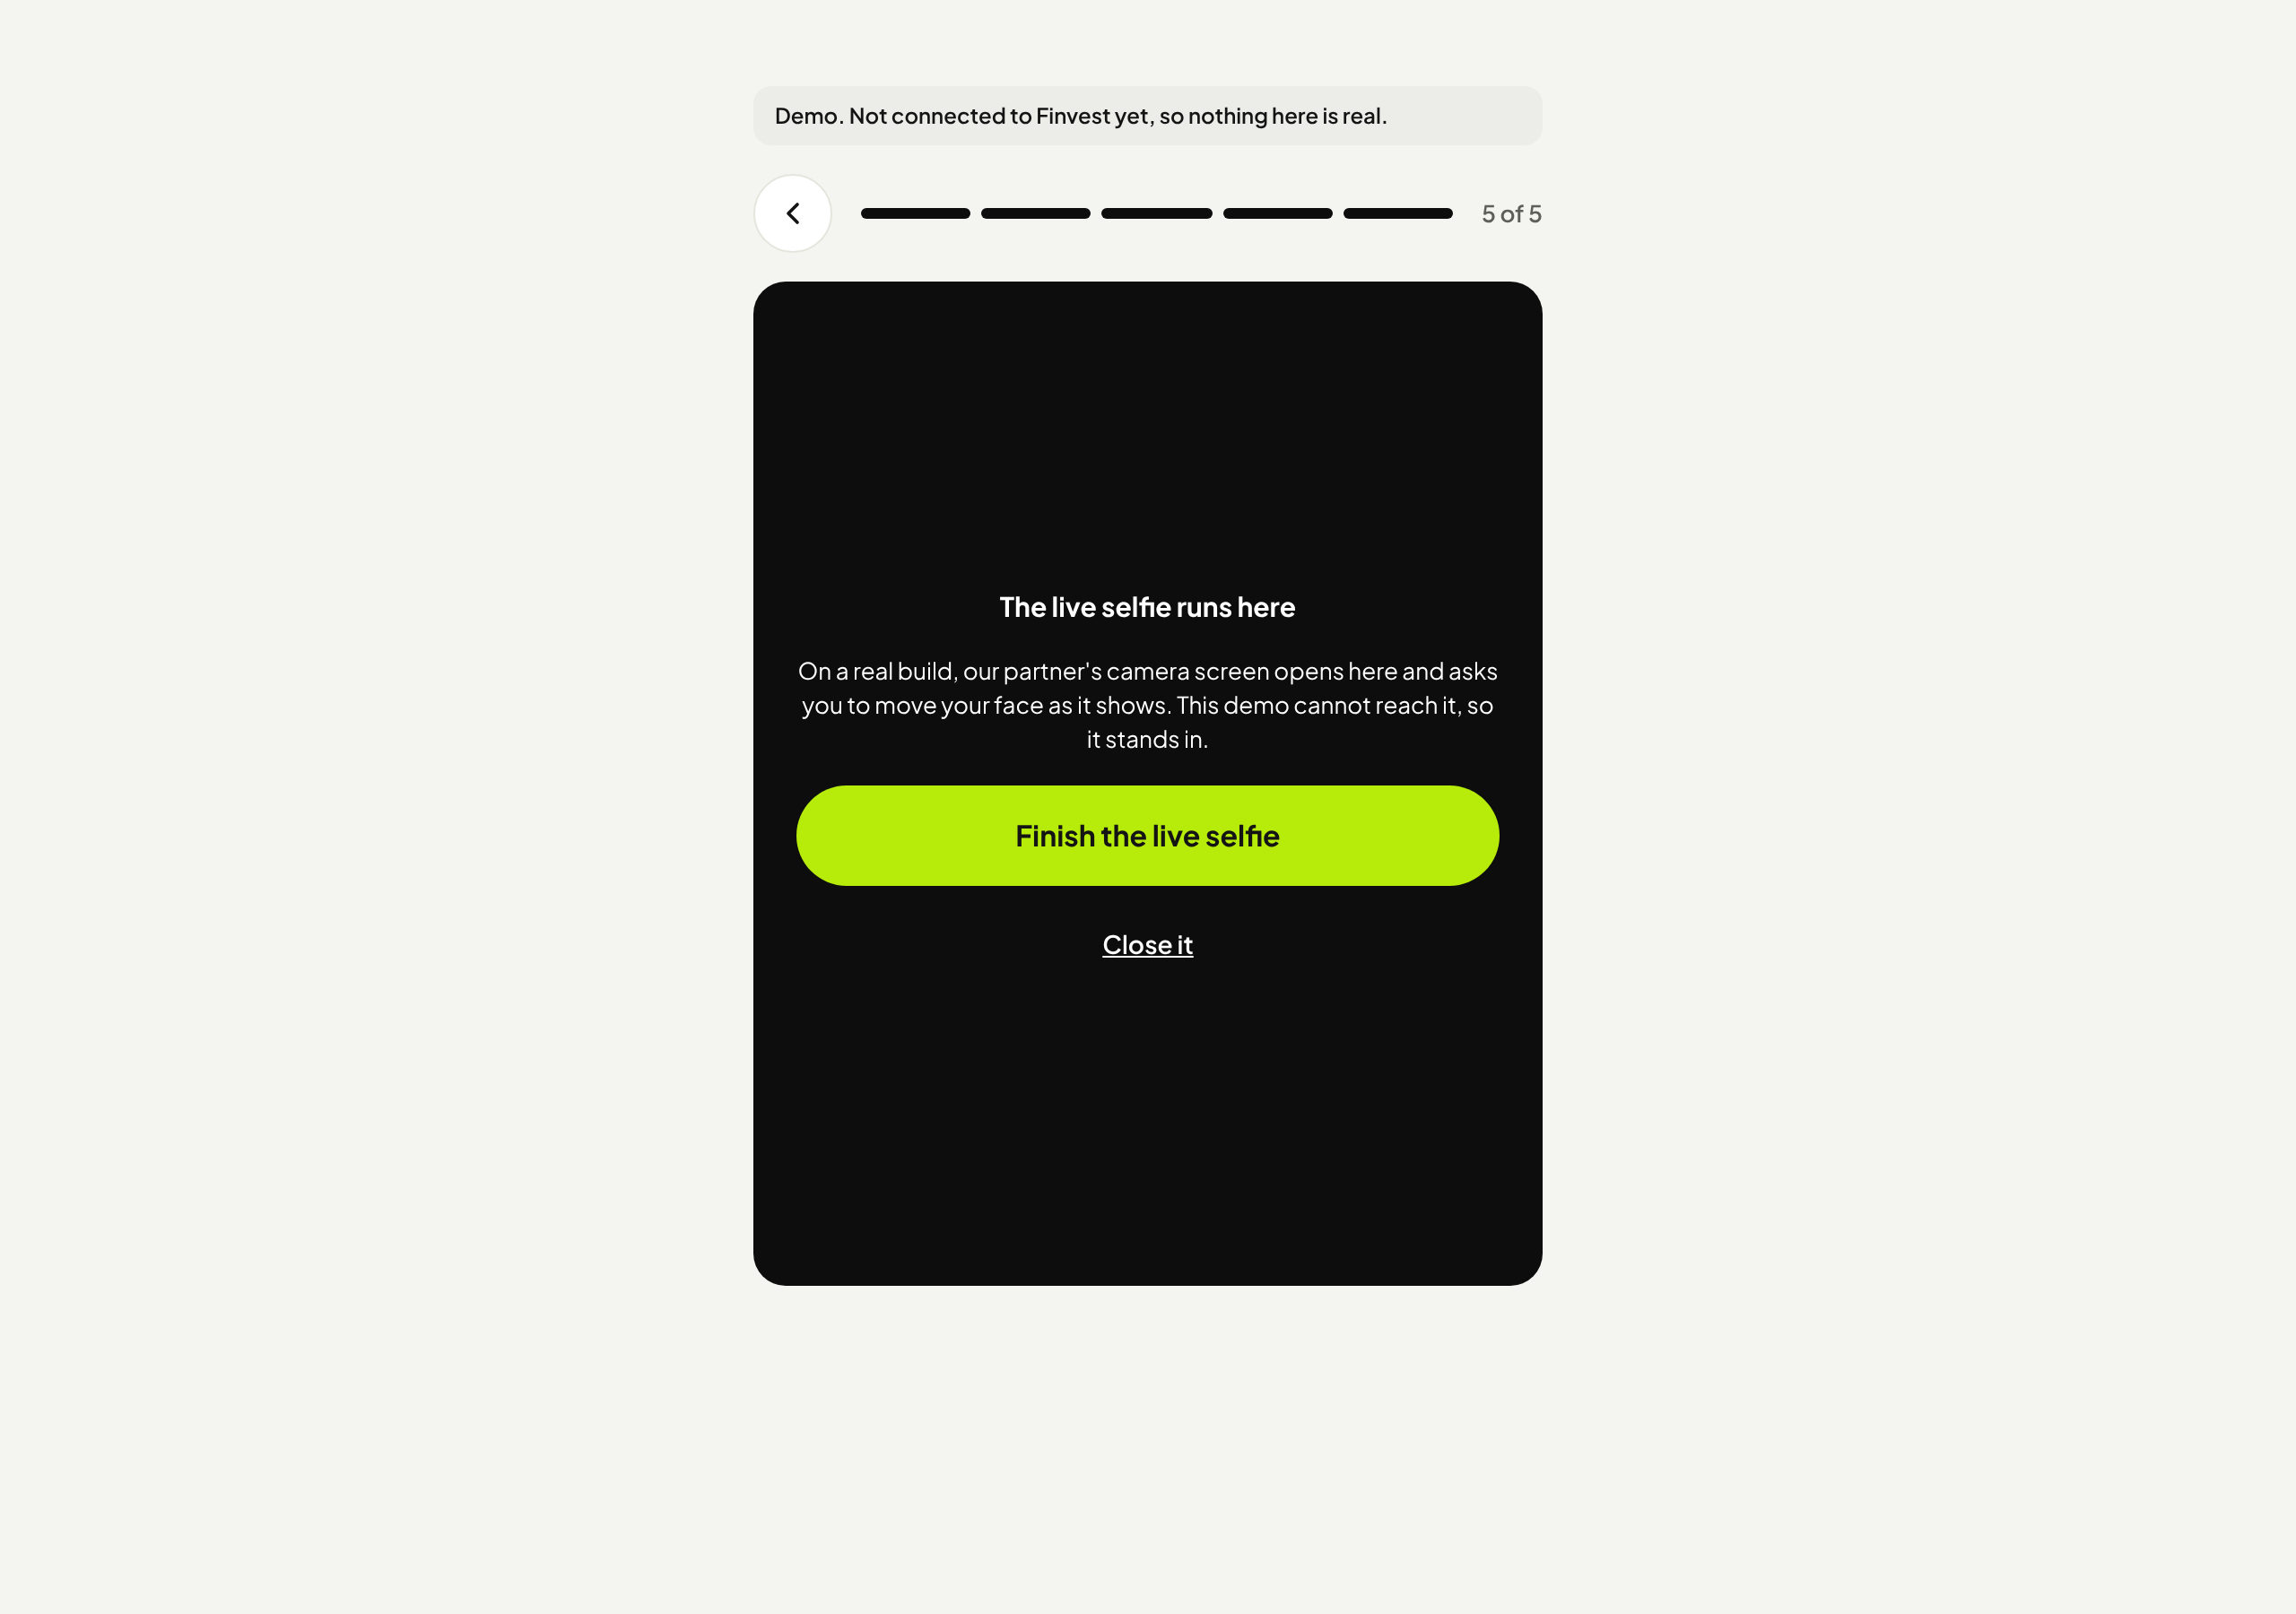 Demo. Not connected to Finvest yet, so nothing here is real.
5 of 5
The live selfie runs here
On a real build, our partner's camera screen opens here and asks
you to move your face as it shows. This demo cannot reach it, so
it stands in.
Finish the live selfie
Close it